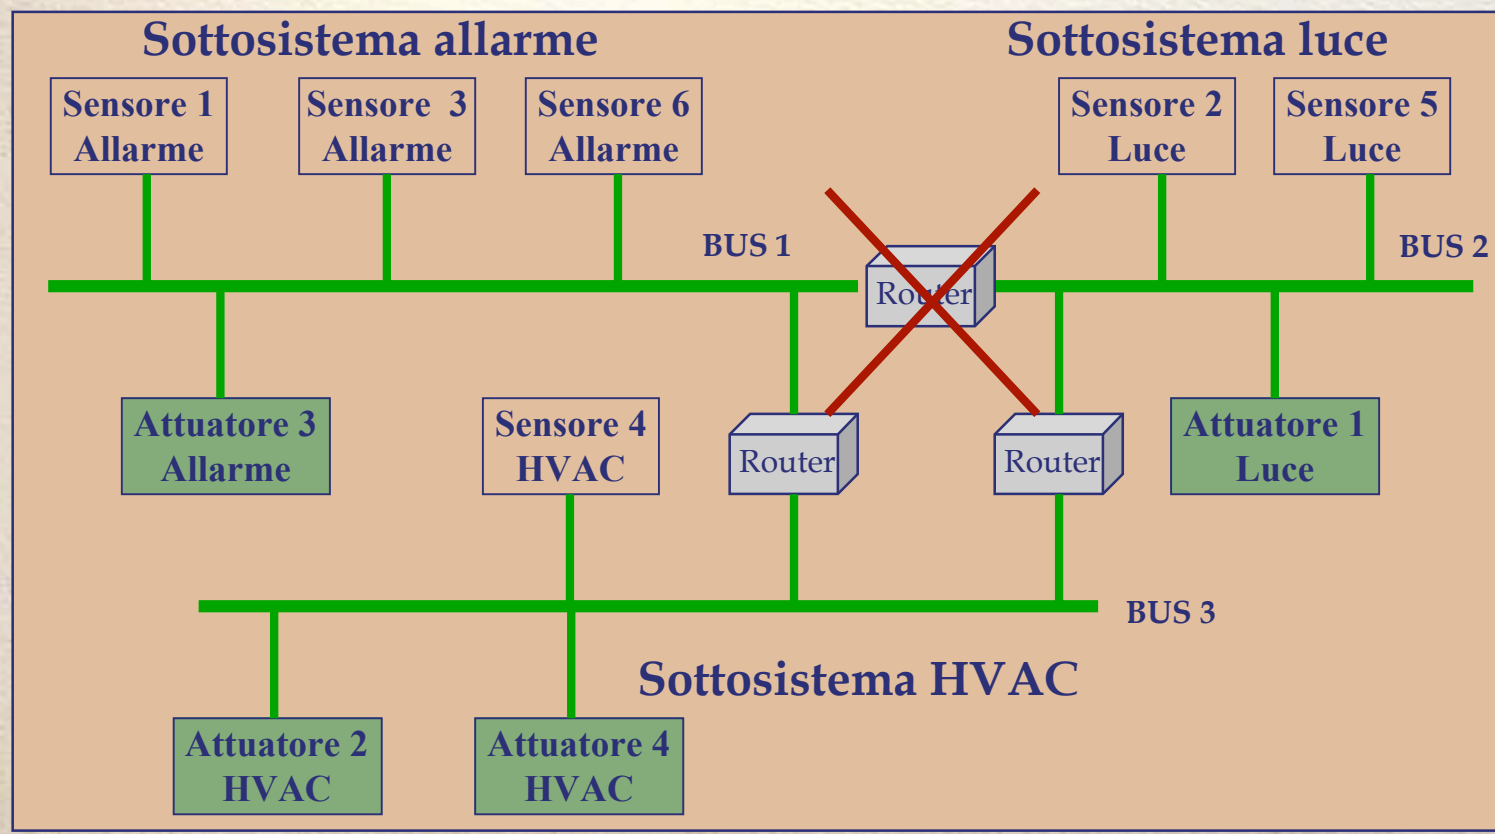 Sottosistema allarme
Sottosistema luce
Sensore 1
Allarme
Sensore 3
Allarme
Sensore 6
Allarme
Sensore 2
Luce
Sensore 5
Luce
BUS 1
BUS 2
Router
Attuatore 3
Allarme
Sensore 4
HVAC
Router
Router
Attuatore 1
Luce
BUS 3
Sottosistema HVAC
Attuatore 2
HVAC
Attuatore 4
HVAC